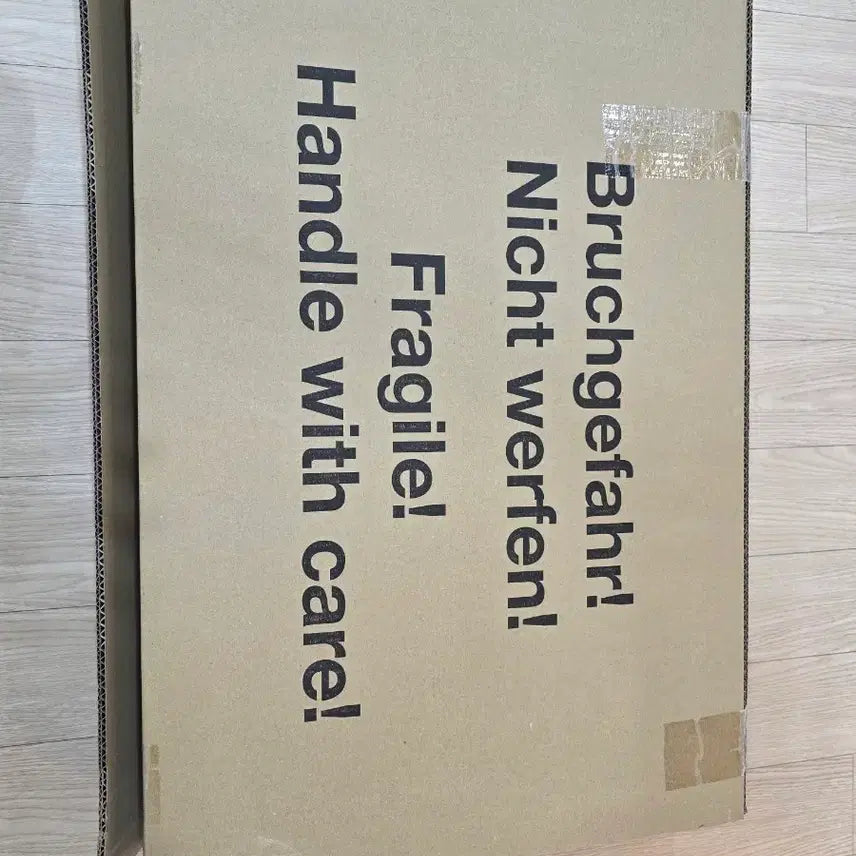 Bruchgefahr!
Nicht werfen!
Fragile!
Handle with care!